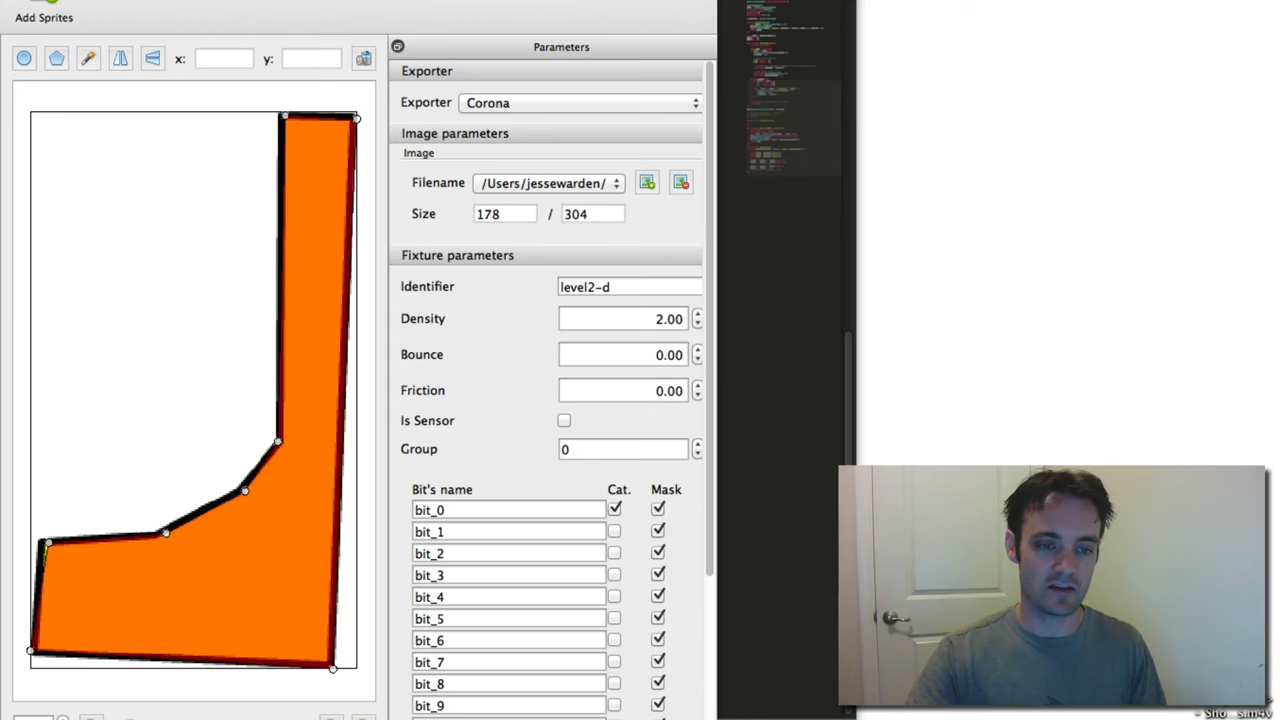 Add Sprites
x: y: Parameters
Exporter
Exporter Corona
Image parameters
Image
Filename /Users/jessewarden/
Size 178 / 304
Fixture parameters
Identifier level2-d
Density 2.00
Bounce 0.00
Friction 0.00
Is Sensor
Group 0
Bit's name Cat. Mask
bit_0
bit_1
bit_2
bit_3
bit_4
bit_5
bit_6
bit_7
bit_8
bit_9
- Sho...s.m4v